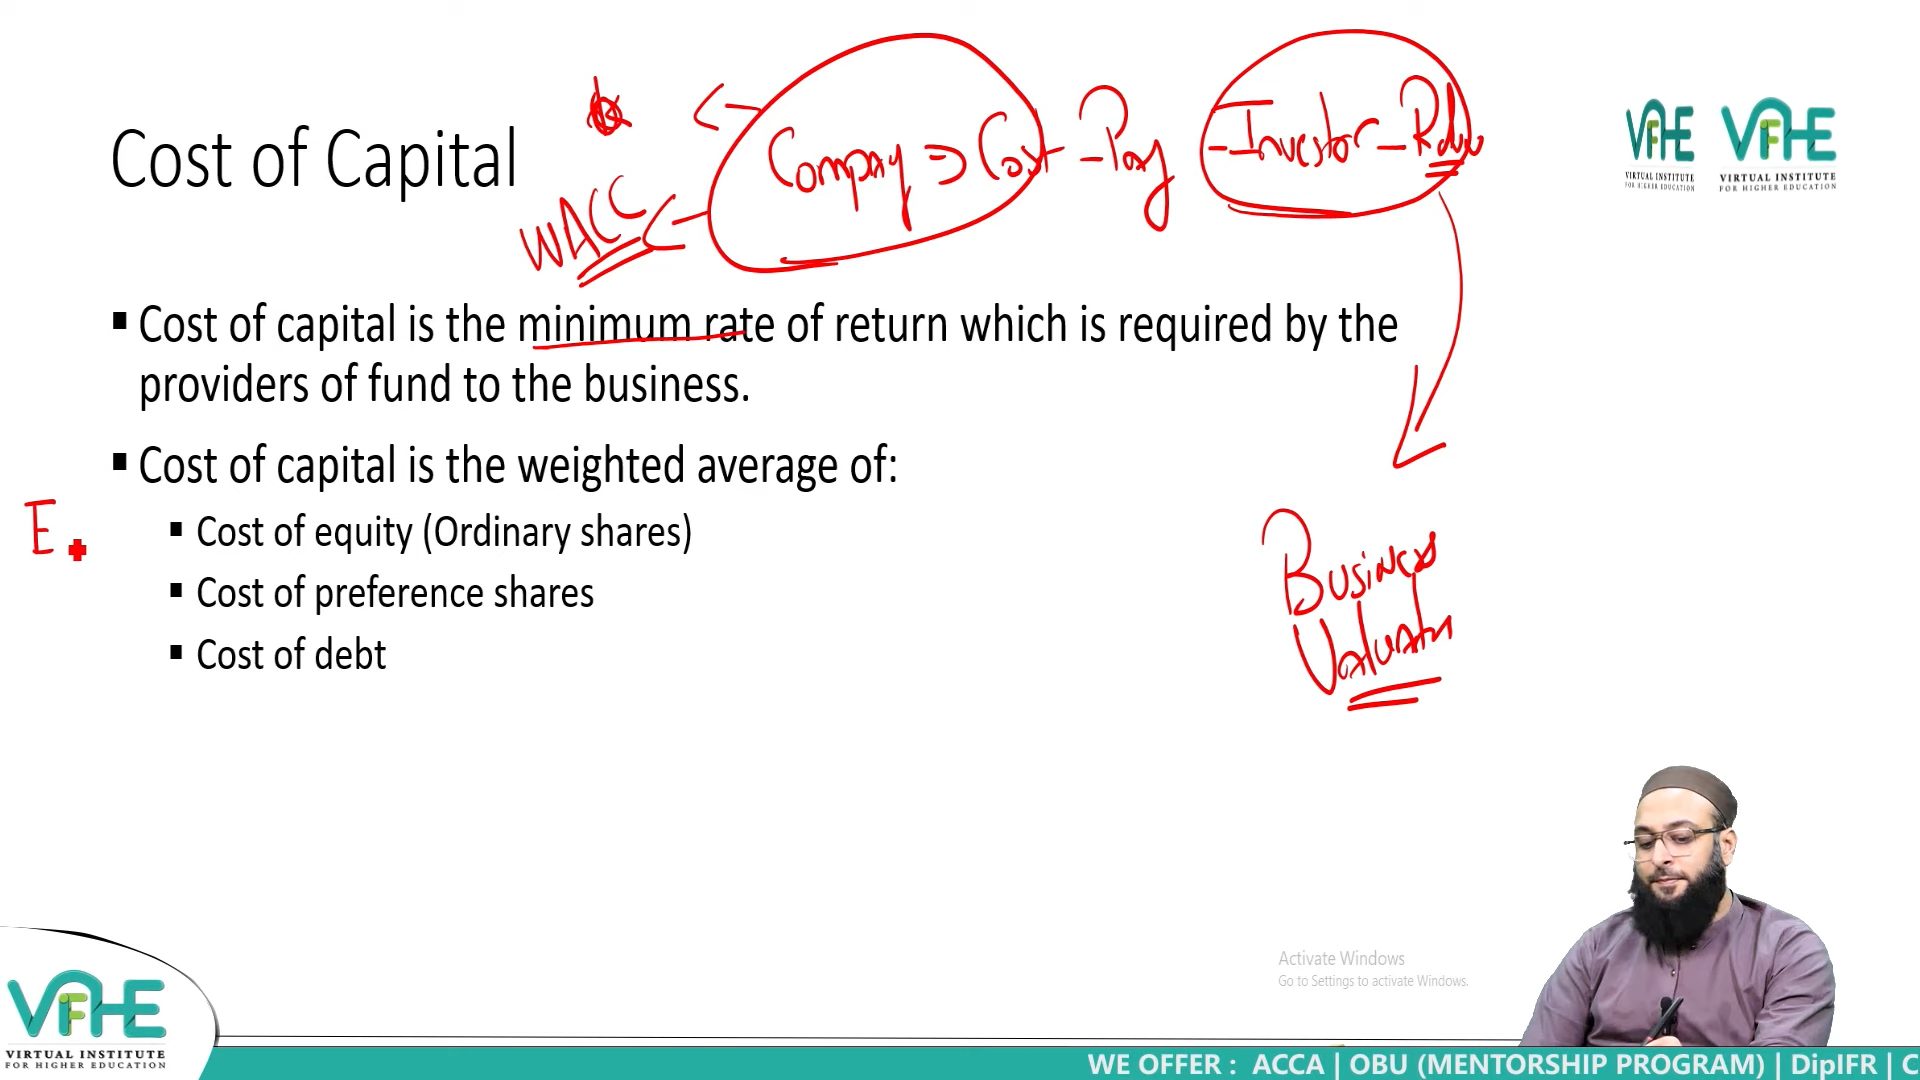 Company ⇒ Cost - Pay - Investor -
Cost of Capital
WACC
VIFHE
VIRTUAL INSTITUTE
FOR HIGHER EDUCATION
VIFHE
VIRTUAL INSTITUTE
FOR HIGHER EDUCATION
▪ Cost of capital is the minimum rate of return which is required by the
providers of fund to the business.
▪ Cost of capital is the weighted average of:
E
▪ Cost of equity (Ordinary shares)
▪ Cost of preference shares
▪ Cost of debt
Business
Activate Windows
Go to Settings to activate Windows.
VIFHE
VIRTUAL INSTITUTE
FOR HIGHER EDUCATION
WE OFFER : ACCA | OBU (MENTORSHIP PROGRAM) | DipIFR | C